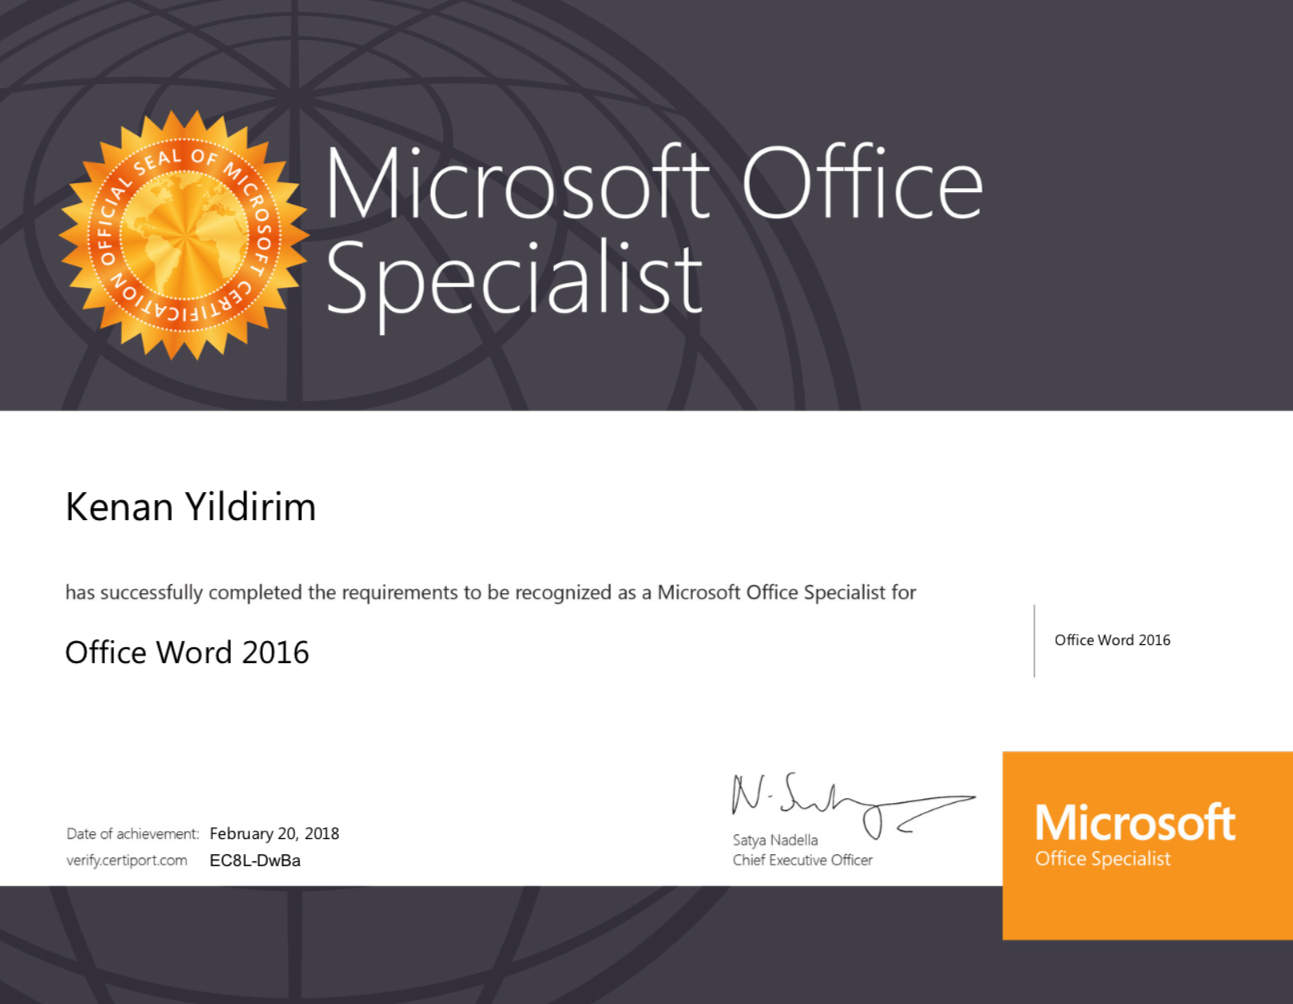 OFFICIAL SEAL OF MICROSOFT CERTIFICATION
Microsoft Office
Specialist
Kenan Yildirim
has successfully completed the requirements to be recognized as a Microsoft Office Specialist for
Office Word 2016
Office Word 2016
Date of achievement: February 20, 2018
verify.certiport.com EC8L-DwBa
N. Satya
Satya Nadella
Chief Executive Officer
Microsoft
Office Specialist